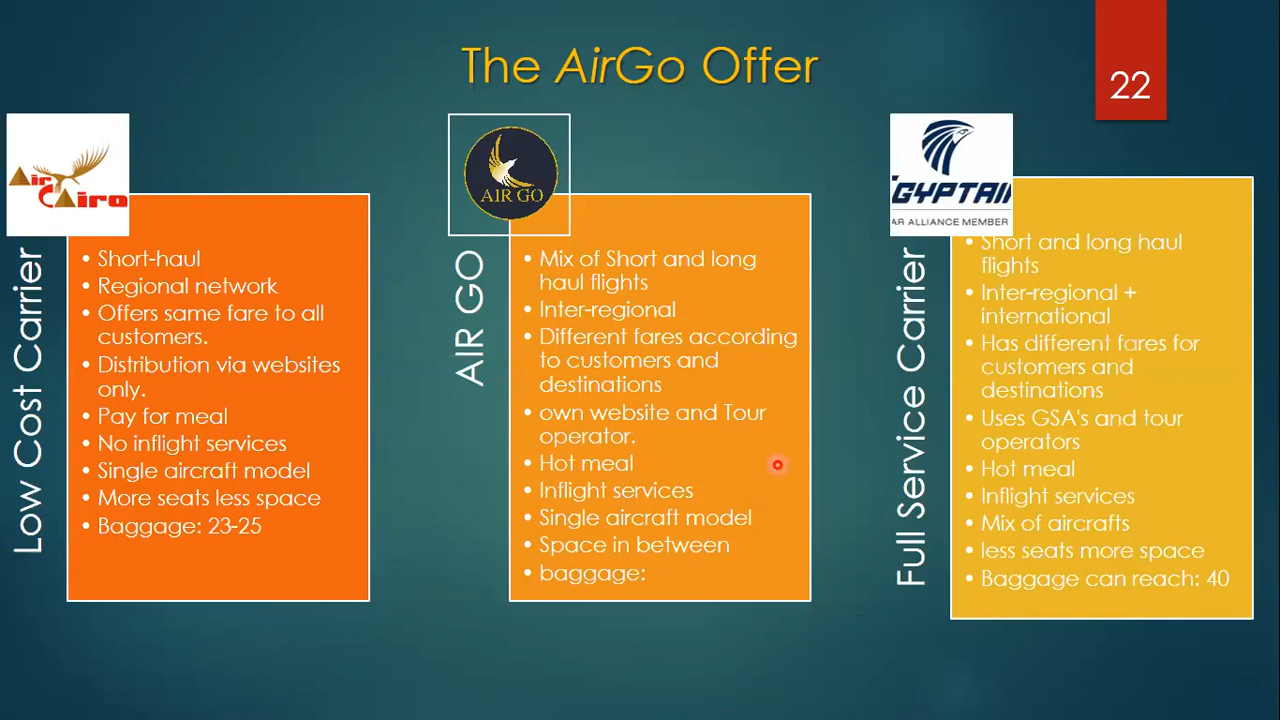 The AirGo Offer
22
Air
Cairo
Low Cost Carrier
• Short-haul
• Regional network
• Offers same fare to all
customers.
• Distribution via websites
only.
• Pay for meal
• No inflight services
• Single aircraft model
• More seats less space
• Baggage: 23-25
AIR GO
AIR GO
• Mix of Short and long
haul flights
• Inter-regional
• Different fares according
to customers and
destinations
• own website and Tour
operator.
• Hot meal
• Inflight services
• Single aircraft model
• Space in between
• baggage:
GYPTAI
AR ALLIANCE MEMBER
Full Service Carrier
• Short and long haul
flights
• Inter-regional +
international
• Has different fares for
customers and
destinations
• Uses GSA's and tour
operators
• Hot meal
• Inflight services
• Mix of aircrafts
• less seats more space
• Baggage can reach: 40